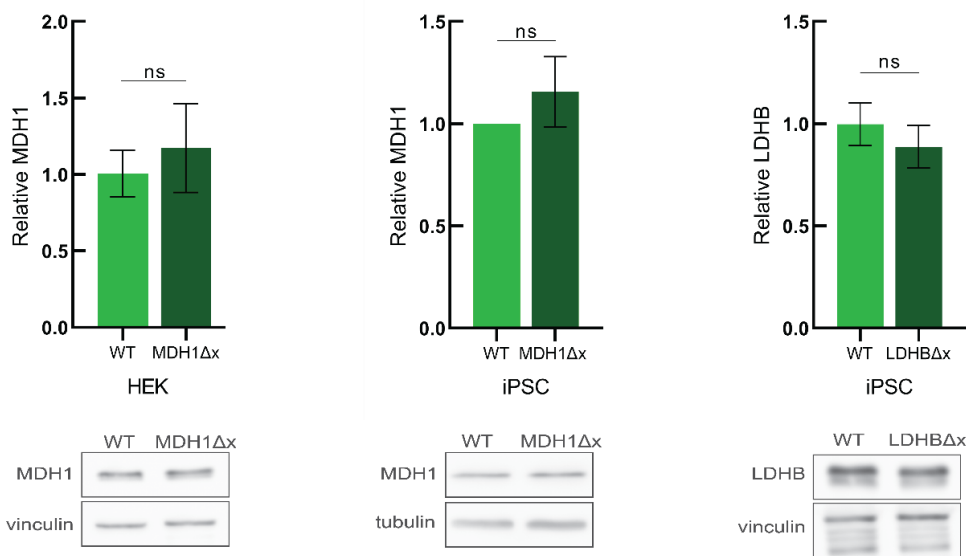 Relative MDH1
2.0
1.5
1.0
0.5
0.0
ns
WT MDH1Δx
HEK
Relative MDH1
1.5
1.0
0.5
0.0
ns
WT MDH1Δx
iPSC
Relative LDHB
1.5
1.0
0.5
0.0
ns
WT LDHBΔx
iPSC
WT MDH1Δx
MDH1
vinculin
WT MDH1Δx
MDH1
tubulin
WT LDHBΔx
LDHB
vinculin